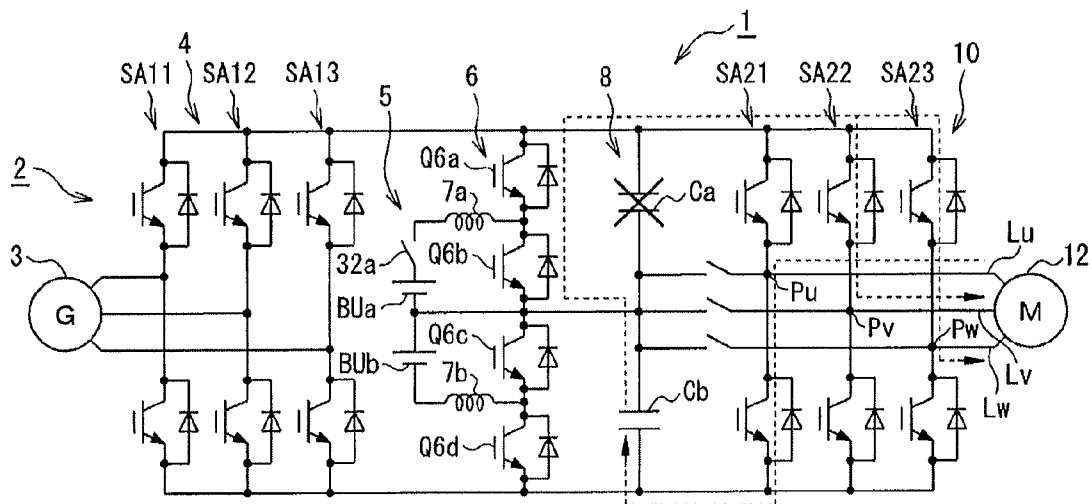 1
4
SA11
SA12
SA13
5
6
8
SA21
SA22
SA23
10
2
Q6a
7a
Ca
3
32a
Q6b
Lu
12
G
BUa
Pu
M
Pv
Pw
BUb
Q6c
7b
Lv
Cb
Lw
Q6d